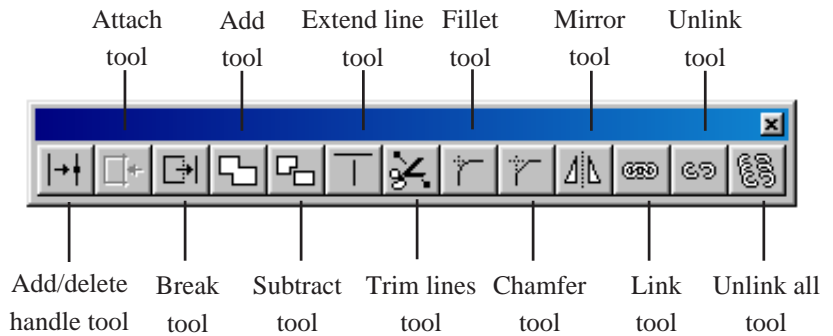 Attach
tool
Add
tool
Extend line
tool
Fillet
tool
Mirror
tool
Unlink
tool
Add/delete
handle tool
Break
tool
Subtract
tool
Trim lines
tool
Chamfer
tool
Link
tool
Unlink all
tool